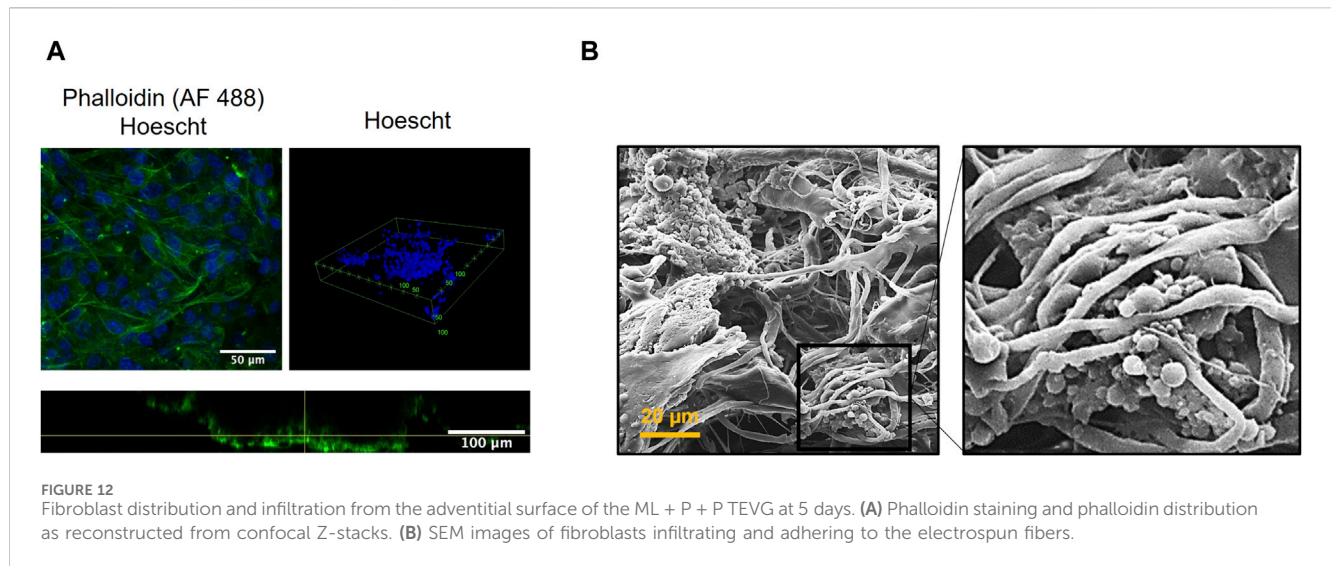 A
B
Phalloidin (AF 488)
Hoescht
Hoescht
50 µm
100
50
100
50
50
100
100 µm
20 µm
FIGURE 12
Fibroblast distribution and infiltration from the adventitial surface of the ML + P + P TEVG at 5 days. (A) Phalloidin staining and phalloidin distribution
as reconstructed from confocal Z-stacks. (B) SEM images of fibroblasts infiltrating and adhering to the electrospun fibers.